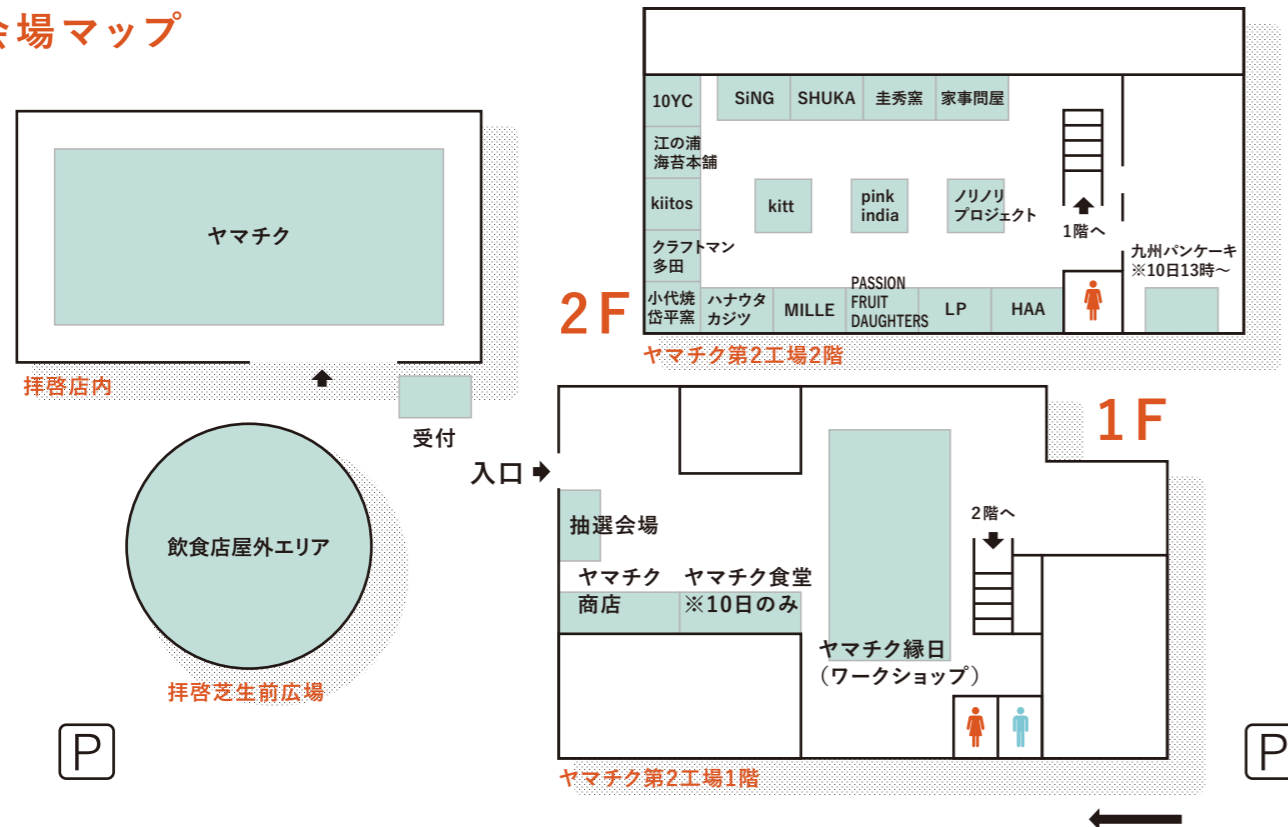 会場マップ
ヤマチク
拝啓店内
受付
飲食店屋外エリア
拝啓芝生前広場
P
2F
10YC
SiNG
SHUKA
圭秀窯
家事問屋
江の浦
海苔本舗
kiitos
kitt
pink
india
ノリノリ
プロジェクト
1階へ
クラフトマン
多田
九州パンケーキ
※10日13時〜
小代焼
岱平窯
ハナウタ
カジツ
MILLE
PASSION
FRUIT
DAUGHTERS
LP
HAA
ヤマチク第2工場2階
1F
入口
抽選会場
2階へ
ヤマチク
商店
ヤマチク食堂
※10日のみ
ヤマチク縁日
（ワークショップ）
ヤマチク第2工場1階
P